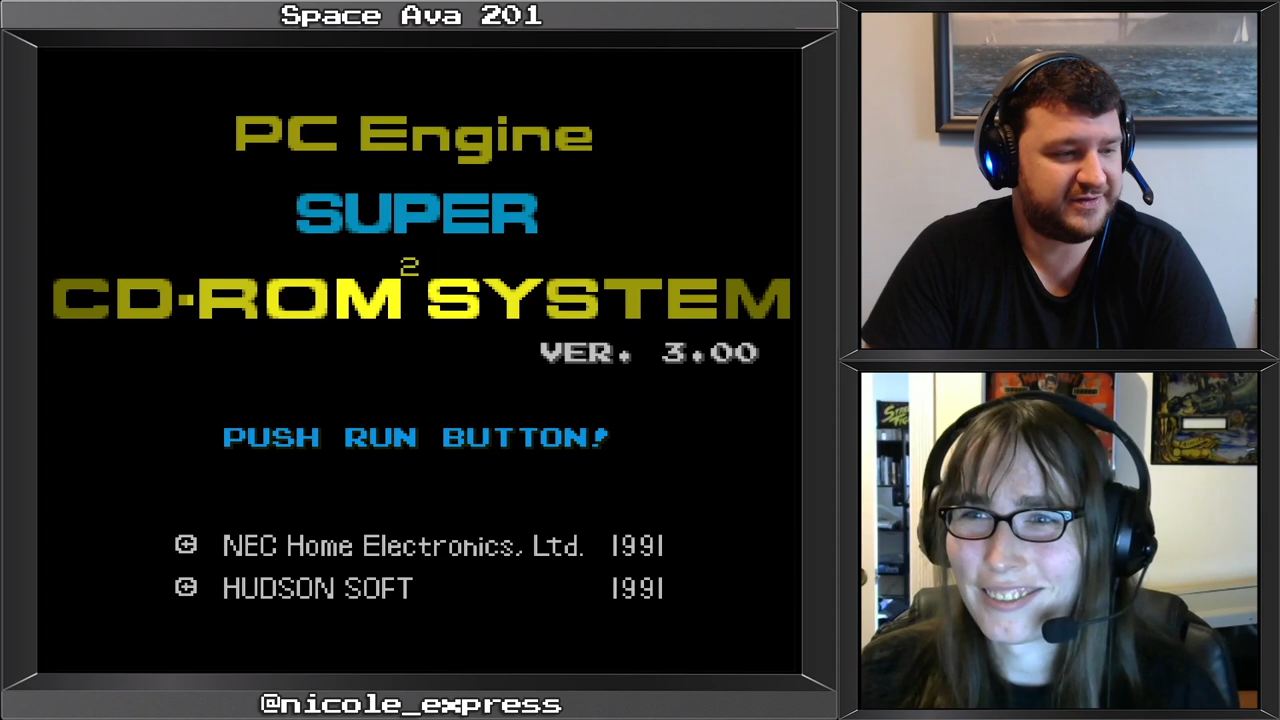 Space Ava 201
PC Engine
SUPER
CD·ROM² SYSTEM
VER. 3.00
PUSH RUN BUTTON!
NEC Home Electronics, Ltd. 1991
HUDSON SOFT 1991
@nicole_express